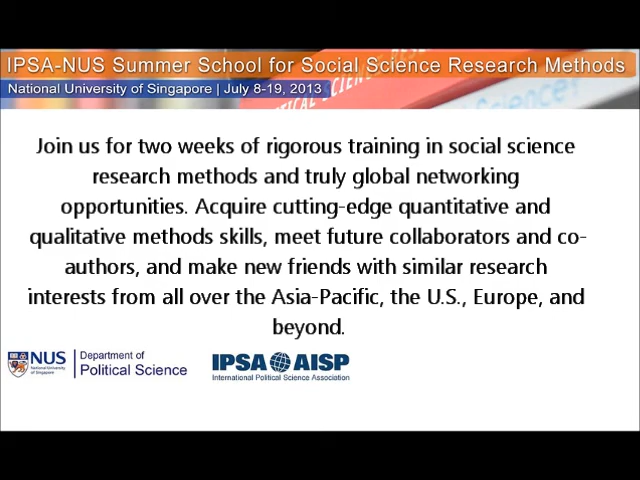 IPSA-NUS Summer School for Social Science Research Methods
National University of Singapore | July 8-19, 2013
Join us for two weeks of rigorous training in social science
research methods and truly global networking
opportunities. Acquire cutting-edge quantitative and
qualitative methods skills, meet future collaborators and co-
authors, and make new friends with similar research
interests from all over the Asia-Pacific, the U.S., Europe, and
beyond.
NUS
National University
of Singapore
Department of
Political Science
IPSA AISP
International Political Science Association